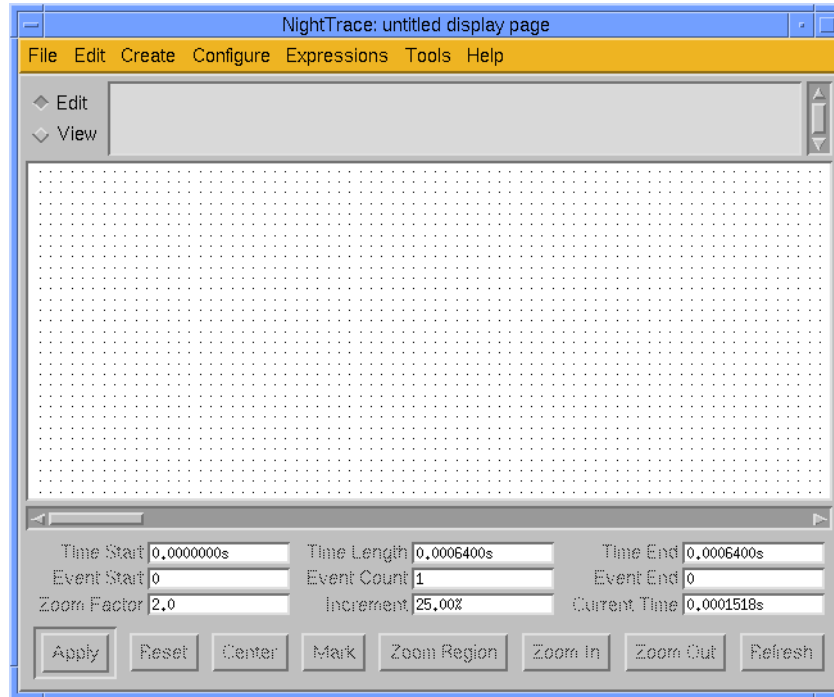 NightTrace: untitled display page
File Edit Create Configure Expressions Tools Help
Edit
View
Time Start 0.0000000s Time Length 0.0006400s Time End 0.0006400s
Event Start 0 Event Count 1 Event End 0
Zoom Factor 2.0 Increment 25.00% Current Time 0.0001518s
Apply Reset Center Mark Zoom Region Zoom In Zoom Out Refresh